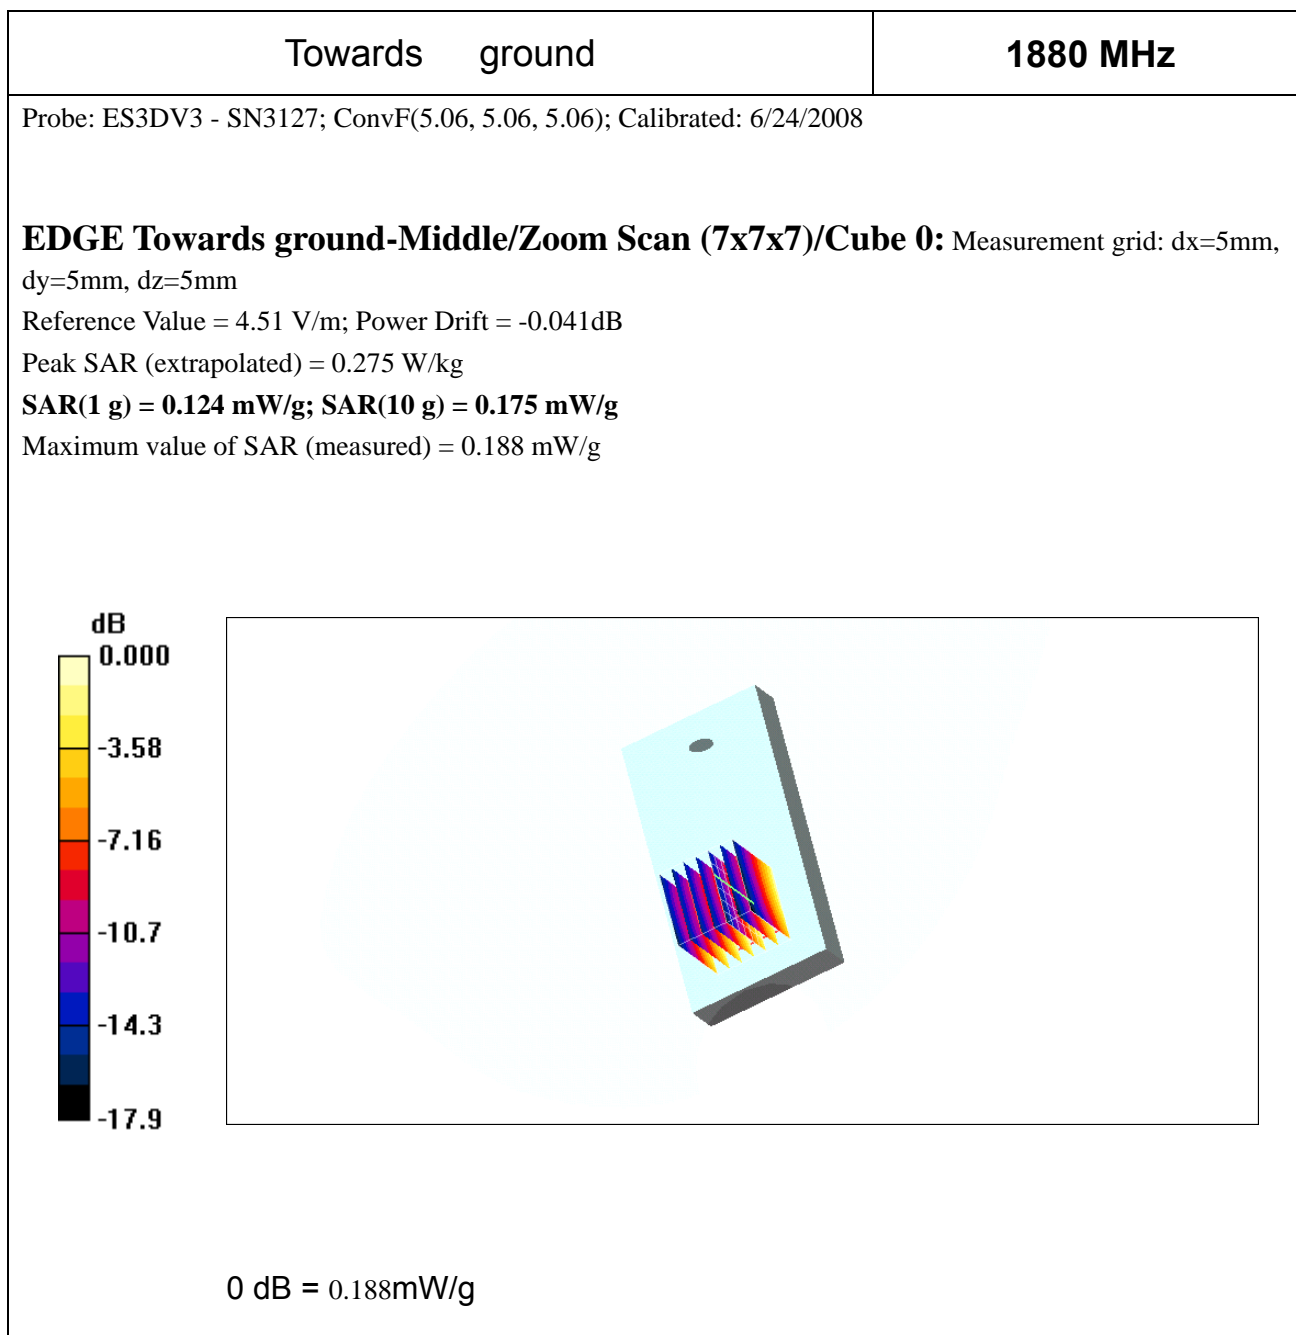 Towards ground
1880 MHz
Probe: ES3DV3 - SN3127; ConvF(5.06, 5.06, 5.06); Calibrated: 6/24/2008
EDGE Towards ground-Middle/Zoom Scan (7x7x7)/Cube 0: Measurement grid: dx=5mm,
dy=5mm, dz=5mm
Reference Value = 4.51 V/m; Power Drift = -0.041dB
Peak SAR (extrapolated) = 0.275 W/kg
SAR(1 g) = 0.124 mW/g; SAR(10 g) = 0.175 mW/g
Maximum value of SAR (measured) = 0.188 mW/g
dB
0.000
-3.58
-7.16
-10.7
-14.3
-17.9
0 dB = 0.188mW/g